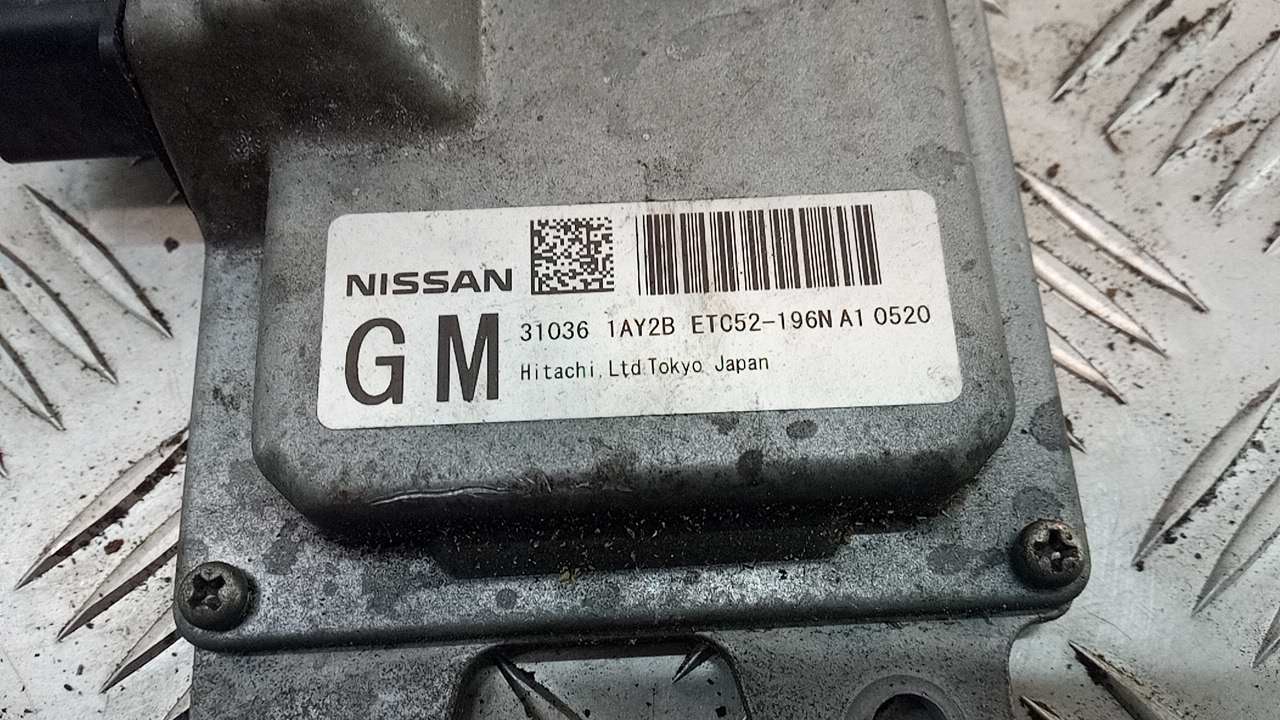 NISSAN
GM
31036 1AY2B ETC52-196N A1 0520
Hitachi, Ltd Tokyo Japan